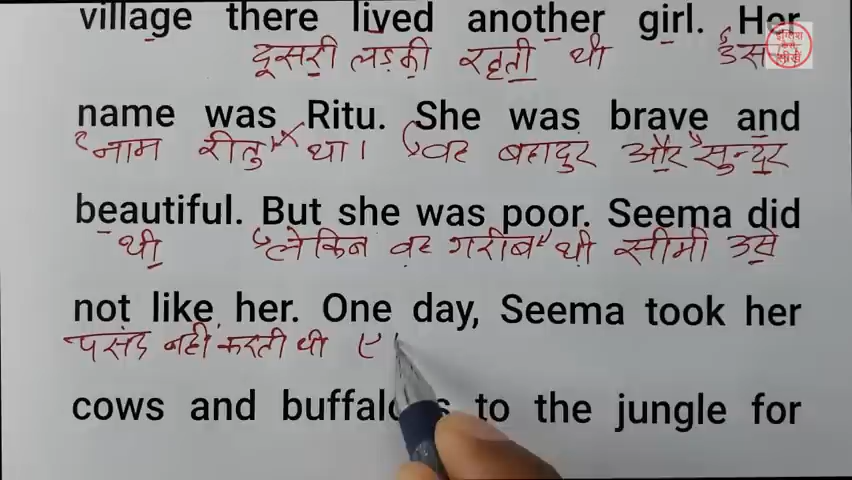 village there lived another girl. Her
दूसरी लड़की रहती थी उस
name was Ritu. She was brave and
नाम रीतु था। वह बहादुर और सुन्दर
beautiful. But she was poor. Seema did
थी लेकिन वह गरीब थी सीमी उसे
not like her. One day, Seema took her
पसंद नही करती थी ए
cows and buffaloes to the jungle for